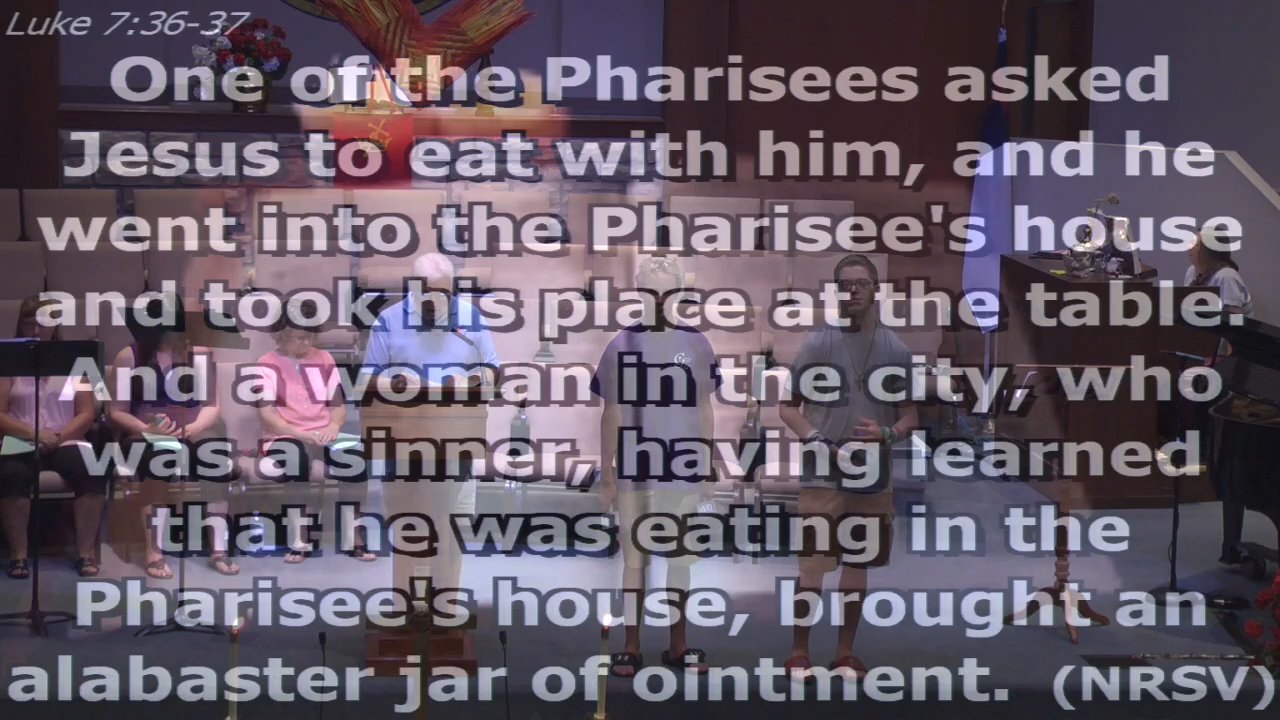 Luke 7:36-37
One of the Pharisees asked
Jesus to eat with him, and he
went into the Pharisee's house
and took his place at the table.
And a woman in the city, who
was a sinner, having learned
that he was eating in the
Pharisee's house, brought an
alabaster jar of ointment. (NRSV)